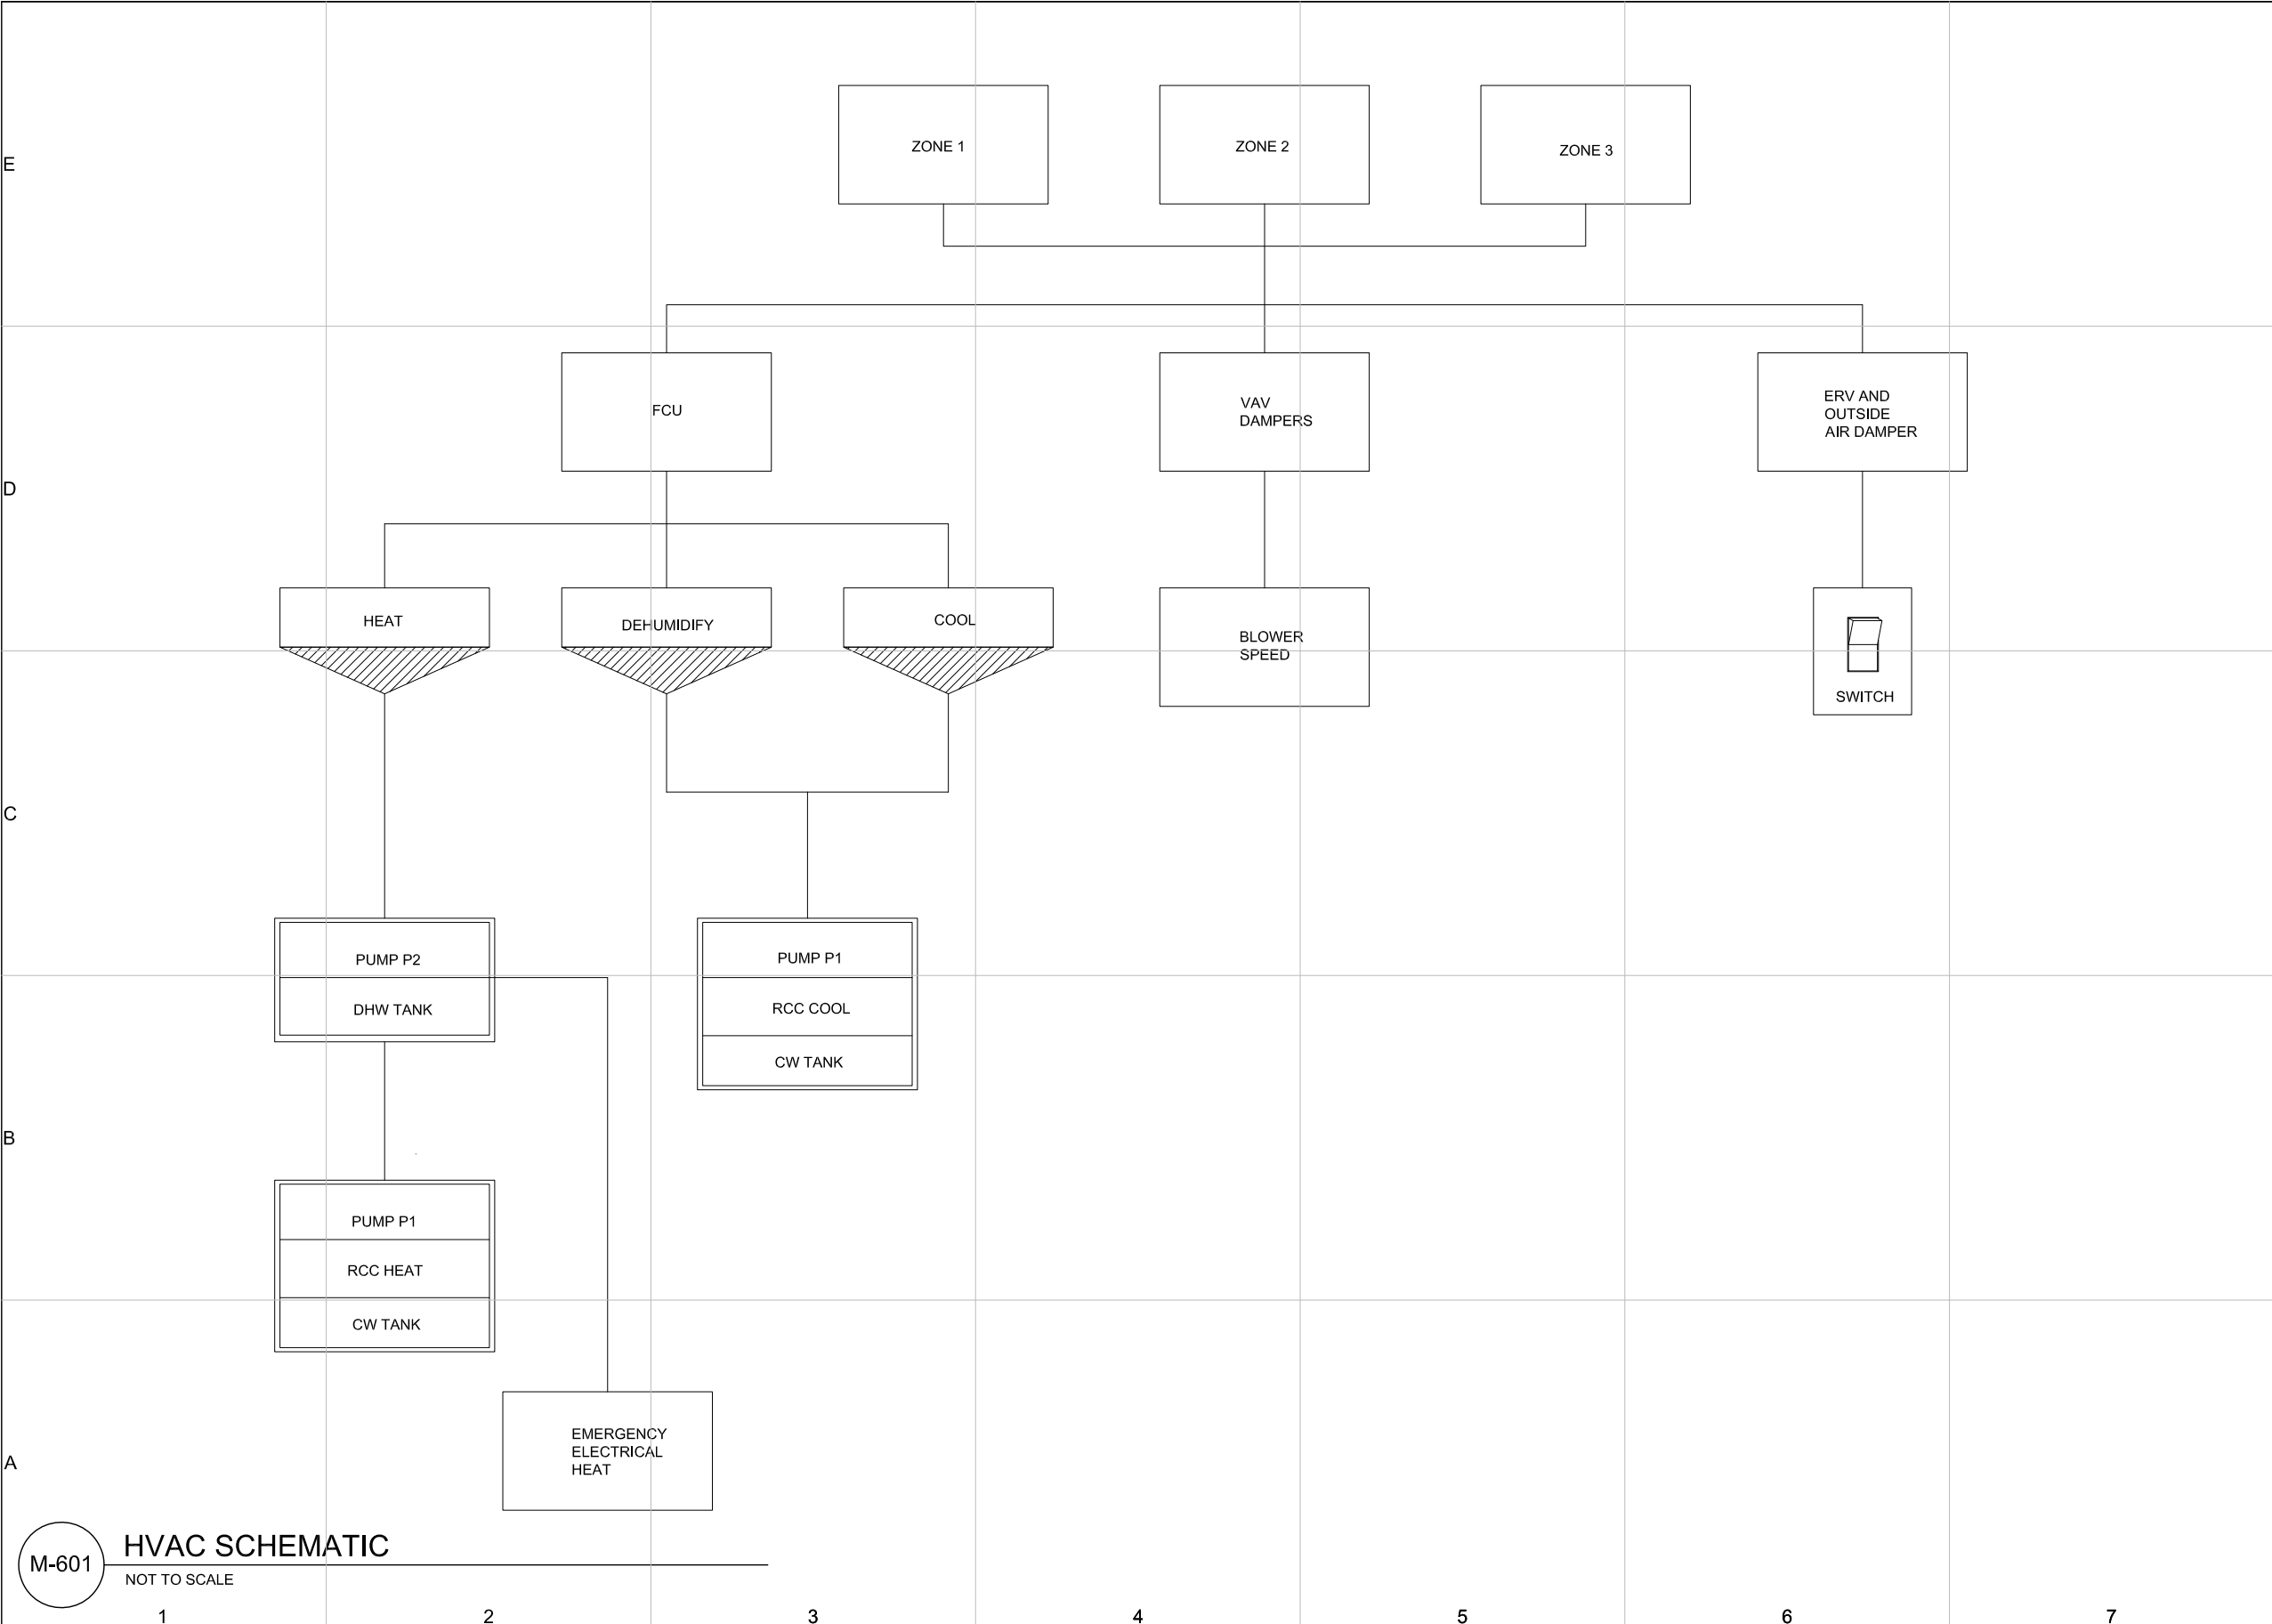 ZONE 1
ZONE 2
ZONE 3
E
FCU
VAV
DAMPERS
ERV AND
OUTSIDE
AIR DAMPER
D
HEAT
DEHUMIDIFY
COOL
BLOWER
SPEED
SWITCH
C
PUMP P2
DHW TANK
PUMP P1
RCC COOL
CW TANK
B
PUMP P1
RCC HEAT
CW TANK
EMERGENCY
ELECTRICAL
HEAT
A
M-601
HVAC SCHEMATIC
NOT TO SCALE
1
2
3
4
5
6
7